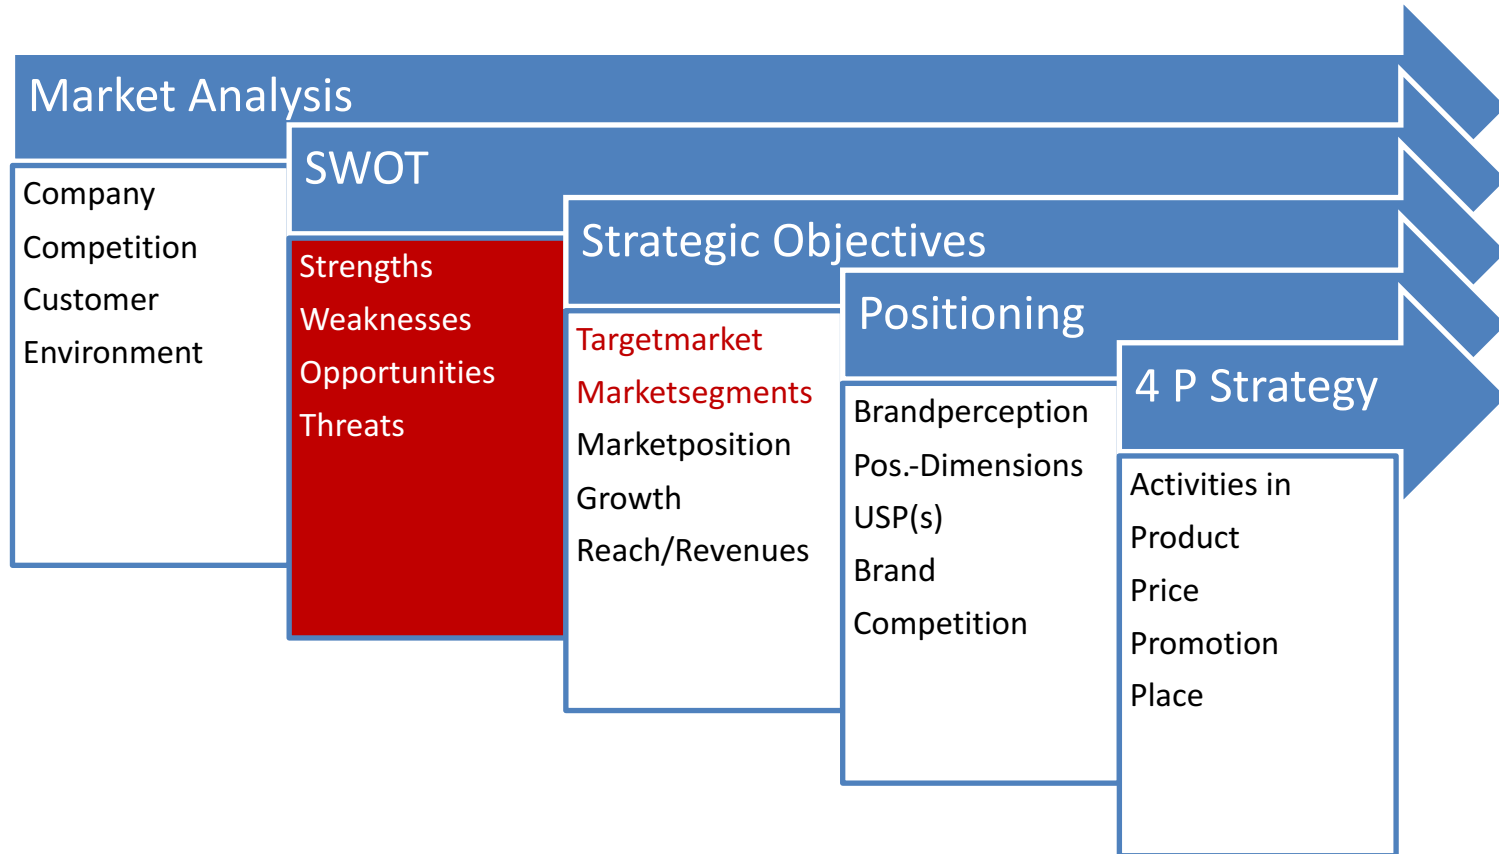 Market Analysis
Company
Competition
Customer
Environment
SWOT
Strengths
Weaknesses
Opportunities
Threats
Strategic Objectives
Targetmarket
Marketsegments
Marketposition
Growth
Reach/Revenues
Positioning
Brandperception
Pos.-Dimensions
USP(s)
Brand
Competition
4 P Strategy
Activities in
Product
Price
Promotion
Place